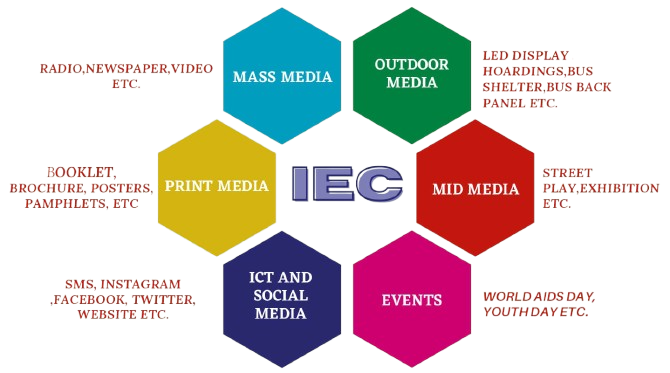 RADIO,NEWSPAPER,VIDEO
ETC.
MASS MEDIA
OUTDOOR
MEDIA
LED DISPLAY
HOARDINGS,BUS
SHELTER,BUS BACK
PANEL ETC.
BOOKLET,
BROCHURE, POSTERS,
PAMPHLETS, ETC
PRINT MEDIA
IEC
MID MEDIA
STREET
PLAY,EXHIBITION
ETC.
SMS, INSTAGRAM
,FACEBOOK, TWITTER,
WEBSITE ETC.
ICT AND
SOCIAL
MEDIA
EVENTS
WORLD AIDS DAY,
YOUTH DAY ETC.